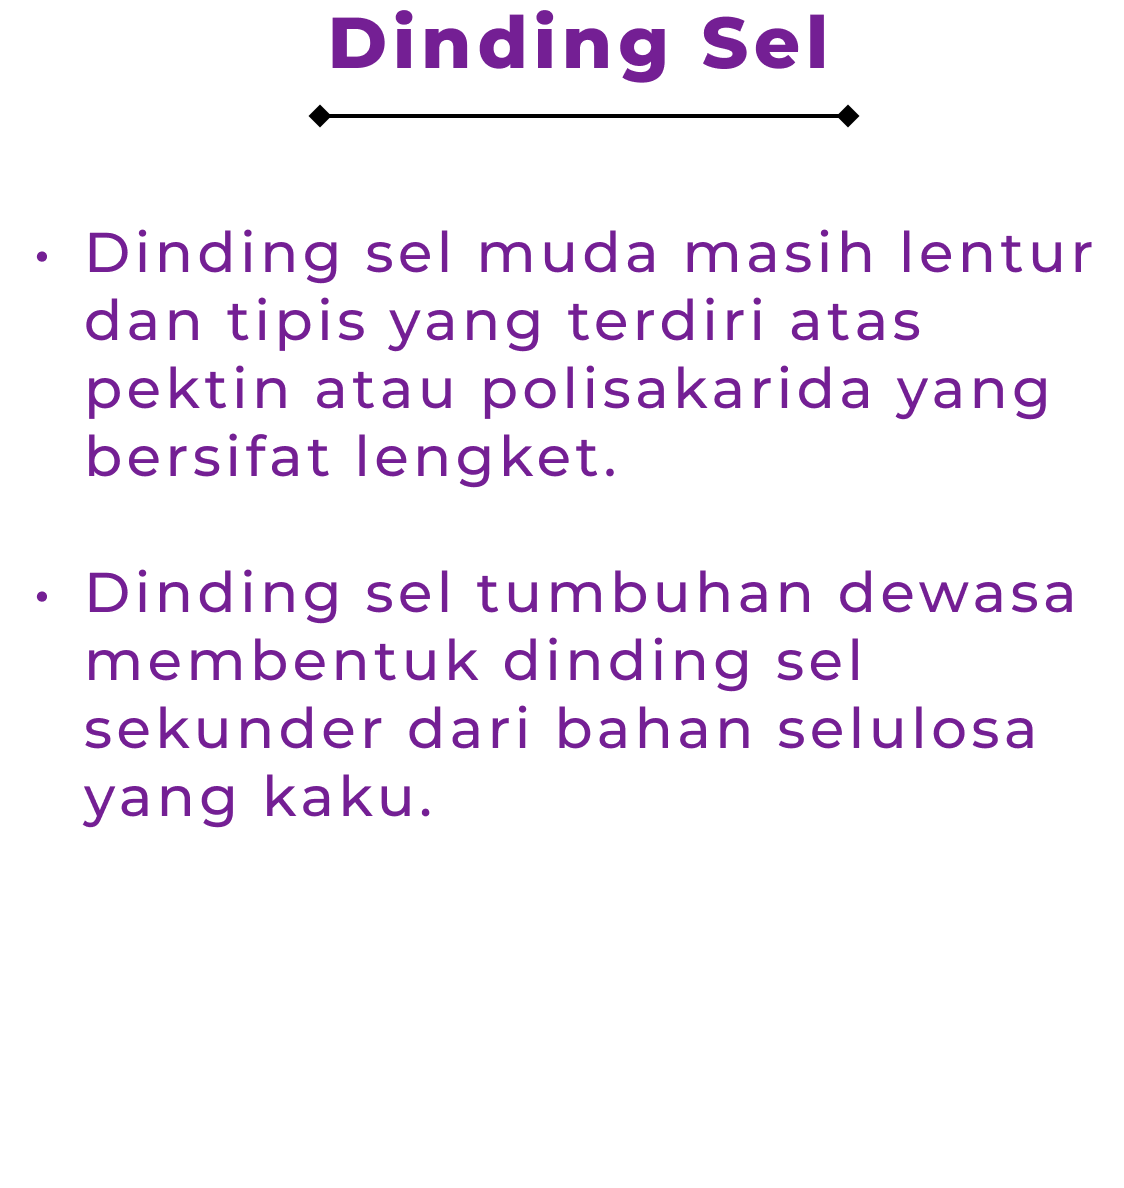 Dinding Sel
• Dinding sel muda masih lentur
dan tipis yang terdiri atas
pektin atau polisakarida yang
bersifat lengket.
• Dinding sel tumbuhan dewasa
membentuk dinding sel
sekunder dari bahan selulosa
yang kaku.